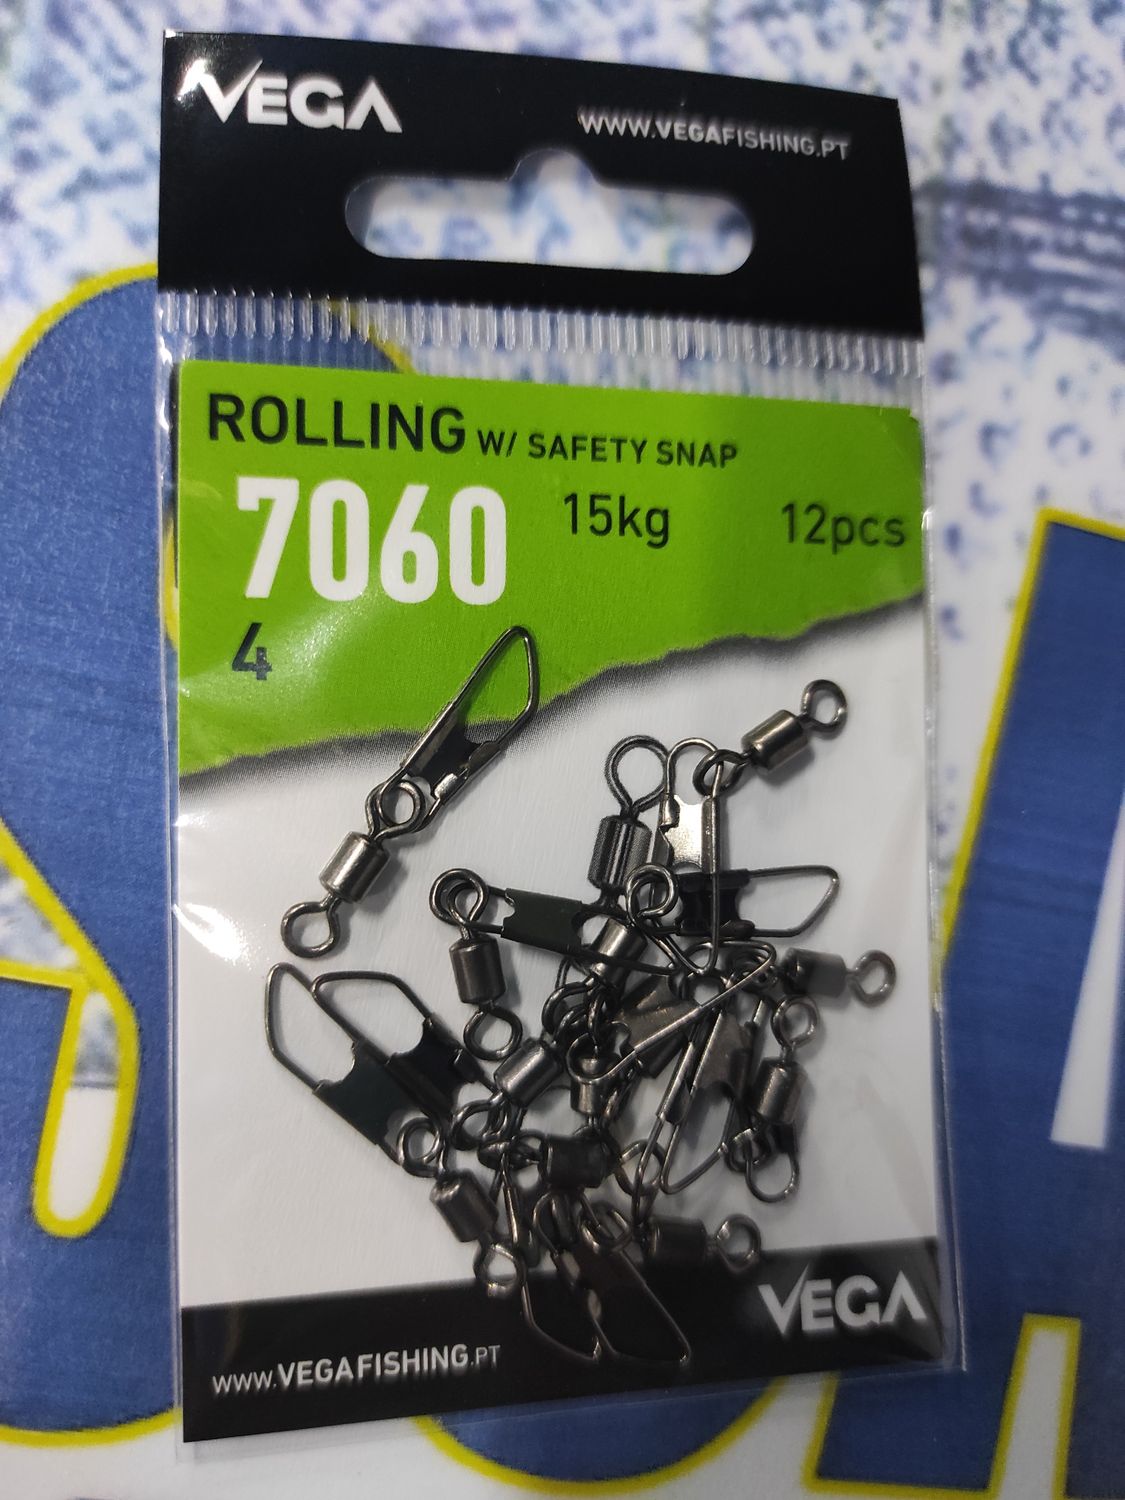 VEGA
WWW.VEGAFISHING.PT
ROLLING W/ SAFETY SNAP
7060 15kg 12pcs
4
VEGA
WWW.VEGAFISHING.PT